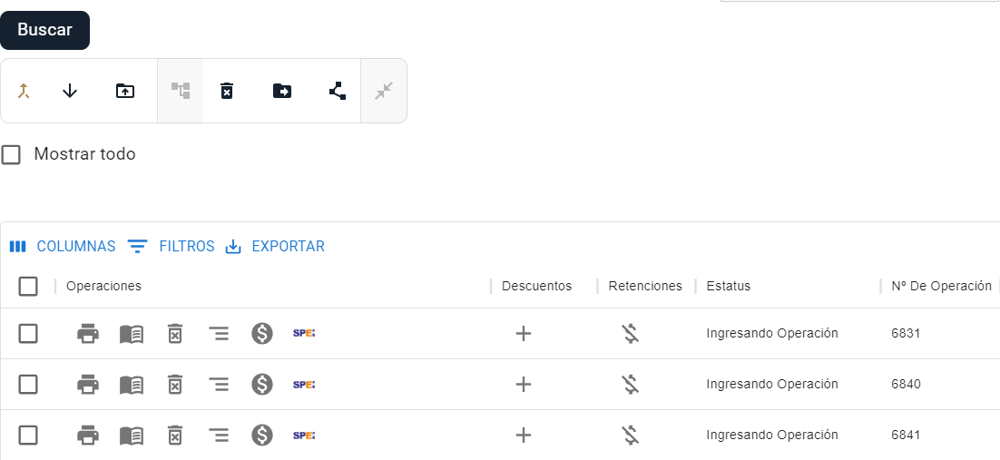 Buscar
Mostrar todo
COLUMNAS FILTROS EXPORTAR
Operaciones Descuentos Retenciones Estatus Nº De Operación
SPEI Ingresando Operación 6831
SPEI Ingresando Operación 6840
SPEI Ingresando Operación 6841